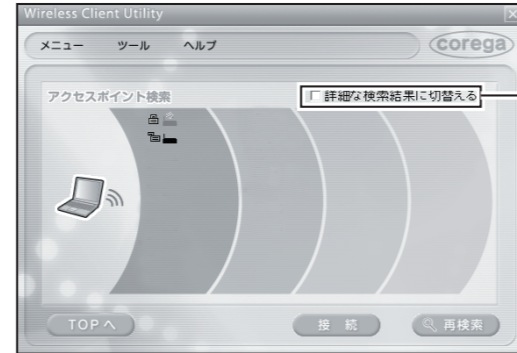 Wireless Client Utility
メニュー ツール ヘルプ corega
アクセスポイント検索 詳細な検索結果に切替える
TOPへ 接 続 再検索